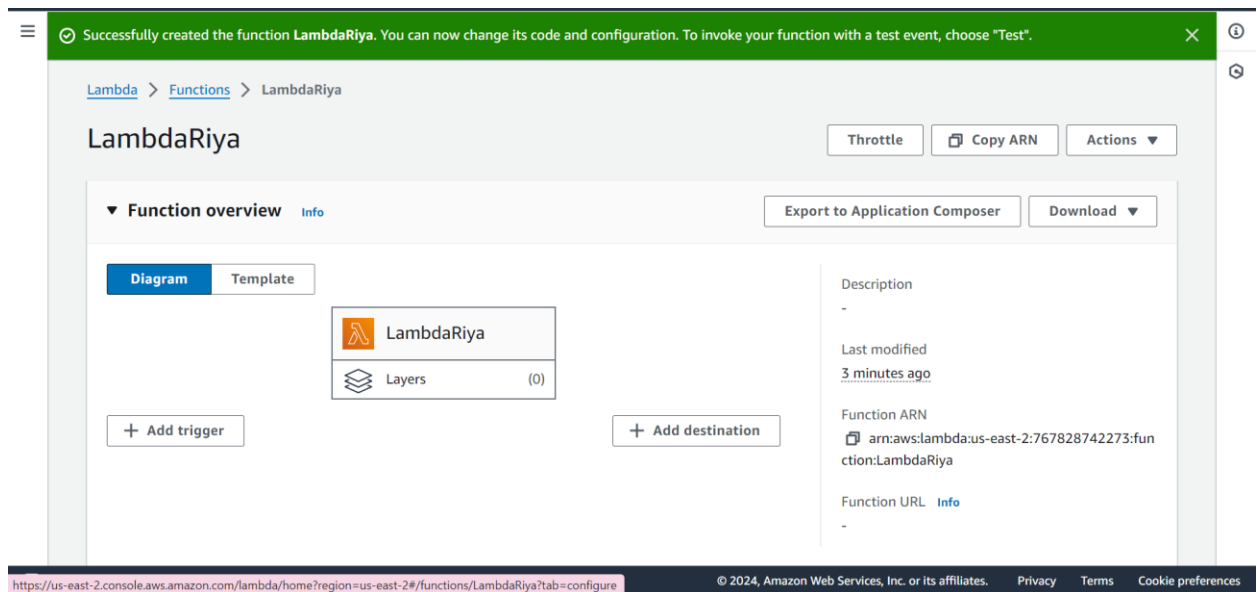 Successfully created the function LambdaRiya. You can now change its code and configuration. To invoke your function with a test event, choose "Test".
Lambda > Functions > LambdaRiya
LambdaRiya
Throttle
Copy ARN
Actions
Function overview Info
Export to Application Composer
Download
Diagram
Template
LambdaRiya
Layers
(0)
+ Add trigger
+ Add destination
Description
-
Last modified
3 minutes ago
Function ARN
arn:aws:lambda:us-east-2:767828742273:fun
ction:LambdaRiya
Function URL Info
-
https://us-east-2.console.aws.amazon.com/lambda/home?region=us-east-2#/functions/LambdaRiya?tab=configure
© 2024, Amazon Web Services, Inc. or its affiliates.
Privacy
Terms
Cookie preferences